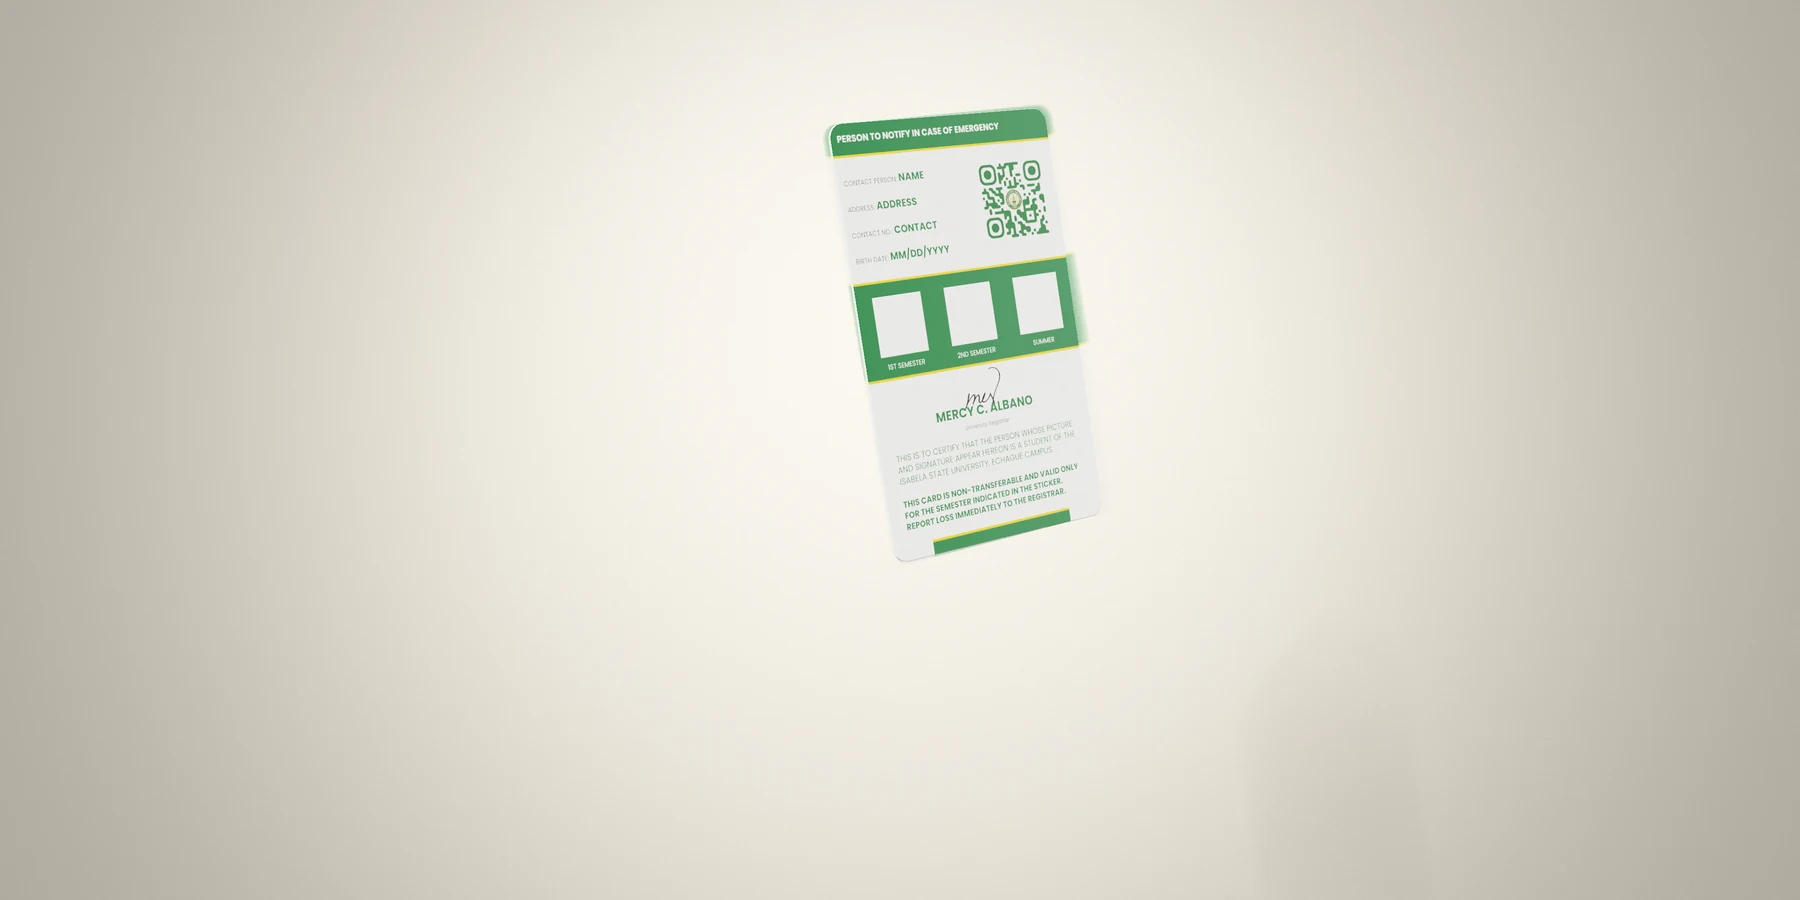 PERSON TO NOTIFY IN CASE OF EMERGENCY
CONTACT PERSON: NAME
ADDRESS: ADDRESS
CONTACT NO.: CONTACT
BIRTH DATE: MM/DD/YYYY
1ST SEMESTER
2ND SEMESTER
SUMMER
MERCY C. ALBANO
University Registrar
THIS IS TO CERTIFY THAT THE PERSON WHOSE PICTURE
AND SIGNATURE APPEAR HEREON IS A STUDENT OF THE
ISABELA STATE UNIVERSITY, ECHAGUE CAMPUS.
THIS CARD IS NON-TRANSFERABLE AND VALID ONLY
FOR THE SEMESTER INDICATED IN THE STICKER.
REPORT LOSS IMMEDIATELY TO THE REGISTRAR.